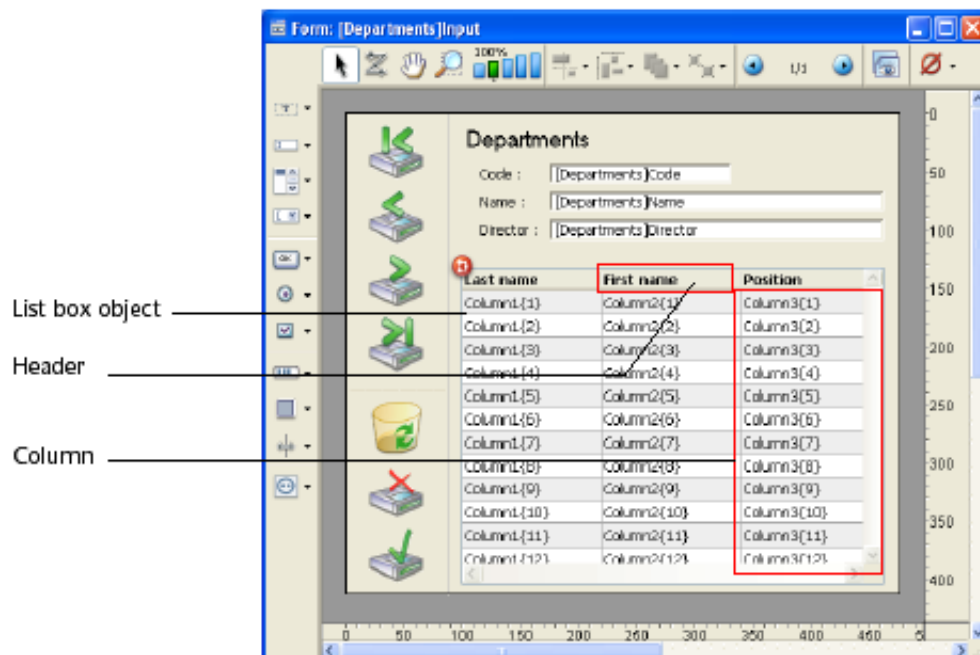 Form: [Departments]Input
100%
1/1
Departments
Code : [Departments]Code
Name : [Departments]Name
Director : [Departments]Director
List box object
Header
Column
Last name First name Position
Column1{1} Column2{1} Column3{1}
Column1{2} Column2{2} Column3{2}
Column1{3} Column2{3} Column3{3}
Column1{4} Column2{4} Column3{4}
Column1{5} Column2{5} Column3{5}
Column1{6} Column2{6} Column3{6}
Column1{7} Column2{7} Column3{7}
Column1{8} Column2{8} Column3{8}
Column1{9} Column2{9} Column3{9}
Column1{10} Column2{10} Column3{10}
Column1{11} Column2{11} Column3{11}
Column1{12} Column2{12} Column3{12}
0
50
100
150
200
250
300
350
400
0 50 100 150 200 250 300 350 400 450